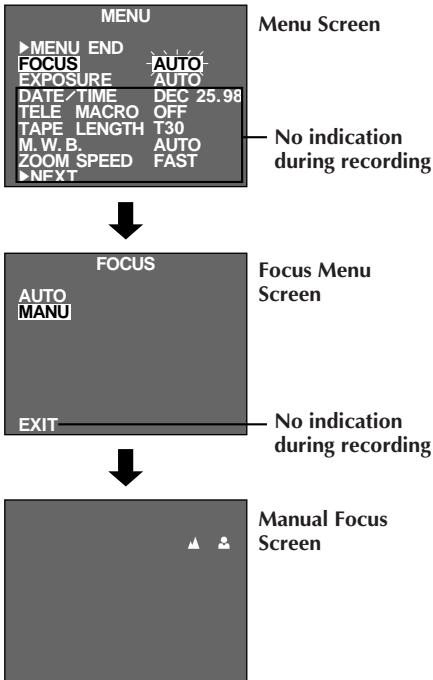 MENU
Menu Screen
▶MENU END
FOCUS AUTO
EXPOSURE AUTO
DATE/TIME DEC 25.98
TELE MACRO OFF
TAPE LENGTH T30
M.W.B. AUTO
ZOOM SPEED FAST
▶NEXT
No indication
during recording
FOCUS
Focus Menu
Screen
AUTO
MANU
EXIT
No indication
during recording
Manual Focus
Screen